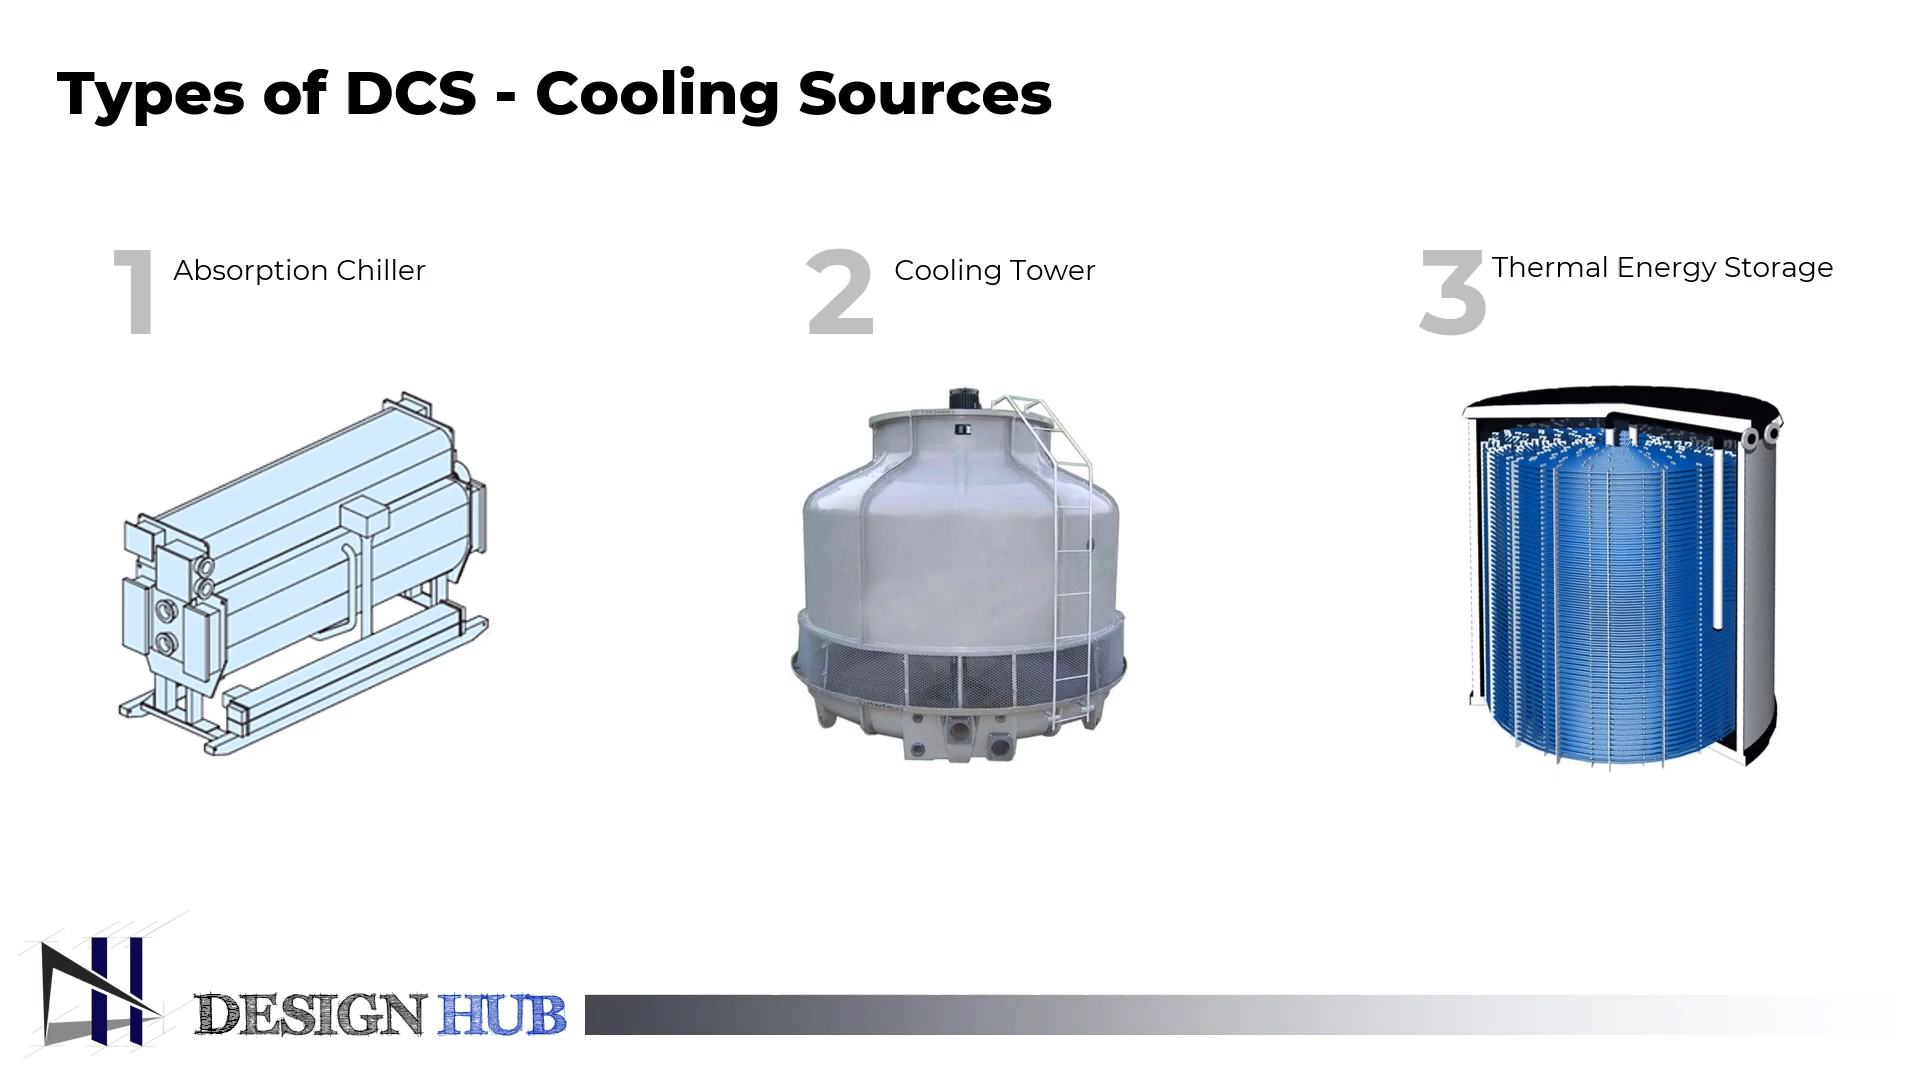 Types of DCS - Cooling Sources
1 Absorption Chiller
2 Cooling Tower
3 Thermal Energy Storage
DESIGN HUB